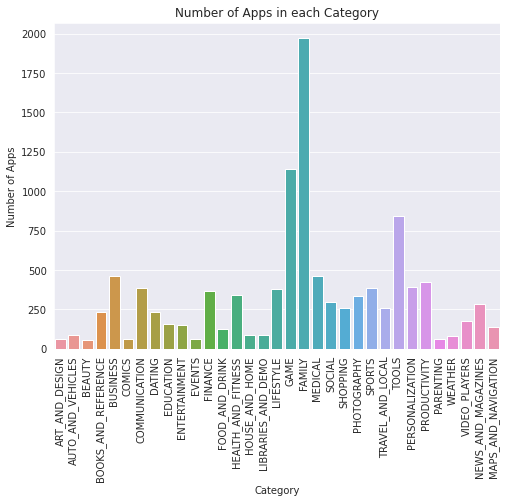 Number of Apps in each Category
Number of Apps
2000
1750
1500
1250
1000
750
500
250
0
ART_AND_DESIGN
AUTO_AND_VEHICLES
BEAUTY
BOOKS_AND_REFERENCE
BUSINESS
COMICS
COMMUNICATION
DATING
EDUCATION
ENTERTAINMENT
EVENTS
FINANCE
FOOD_AND_DRINK
HEALTH_AND_FITNESS
HOUSE_AND_HOME
LIBRARIES_AND_DEMO
LIFESTYLE
GAME
FAMILY
MEDICAL
SOCIAL
SHOPPING
PHOTOGRAPHY
SPORTS
TRAVEL_AND_LOCAL
TOOLS
PERSONALIZATION
PRODUCTIVITY
PARENTING
WEATHER
VIDEO_PLAYERS
NEWS_AND_MAGAZINES
MAPS_AND_NAVIGATION
Category